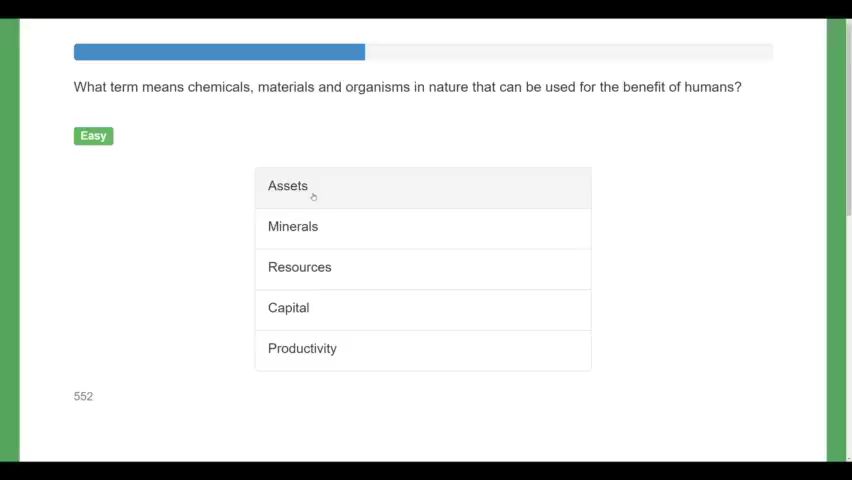 What term means chemicals, materials and organisms in nature that can be used for the benefit of humans?
Easy
Assets
Minerals
Resources
Capital
Productivity
552